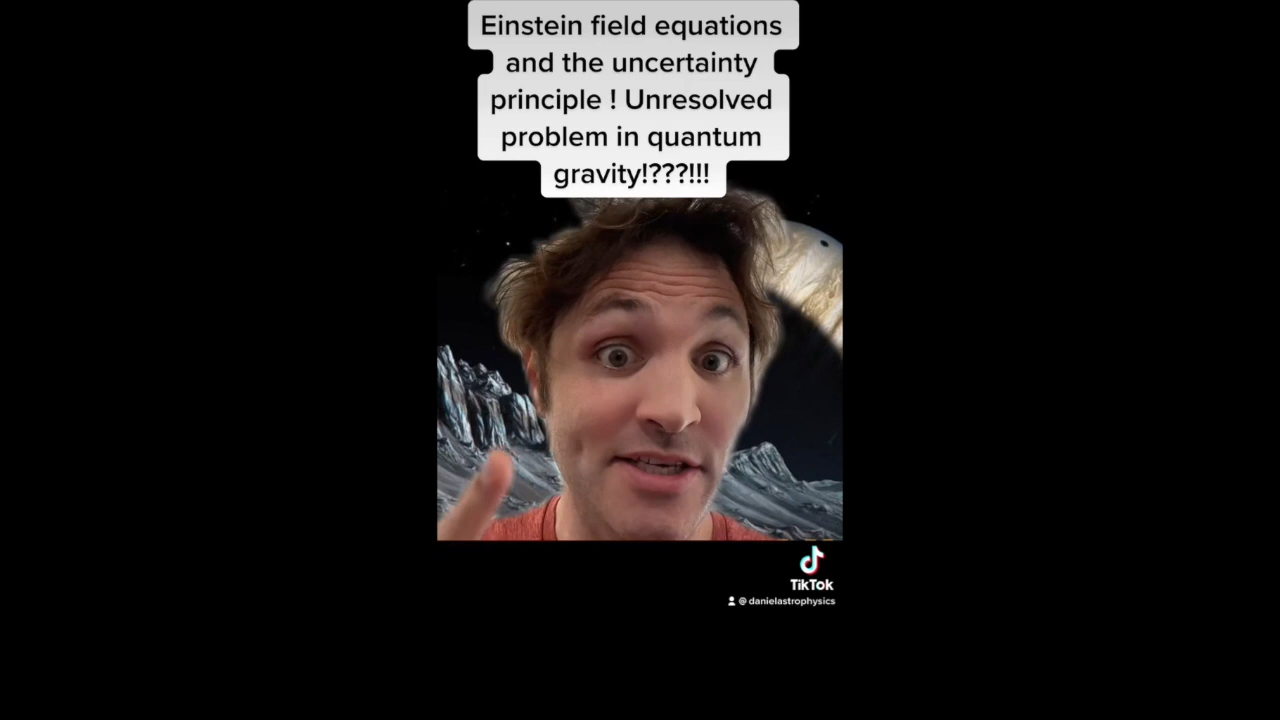 Einstein field equations
and the uncertainty
principle ! Unresolved
problem in quantum
gravity!???!!!
TikTok
@ danielastrophysics